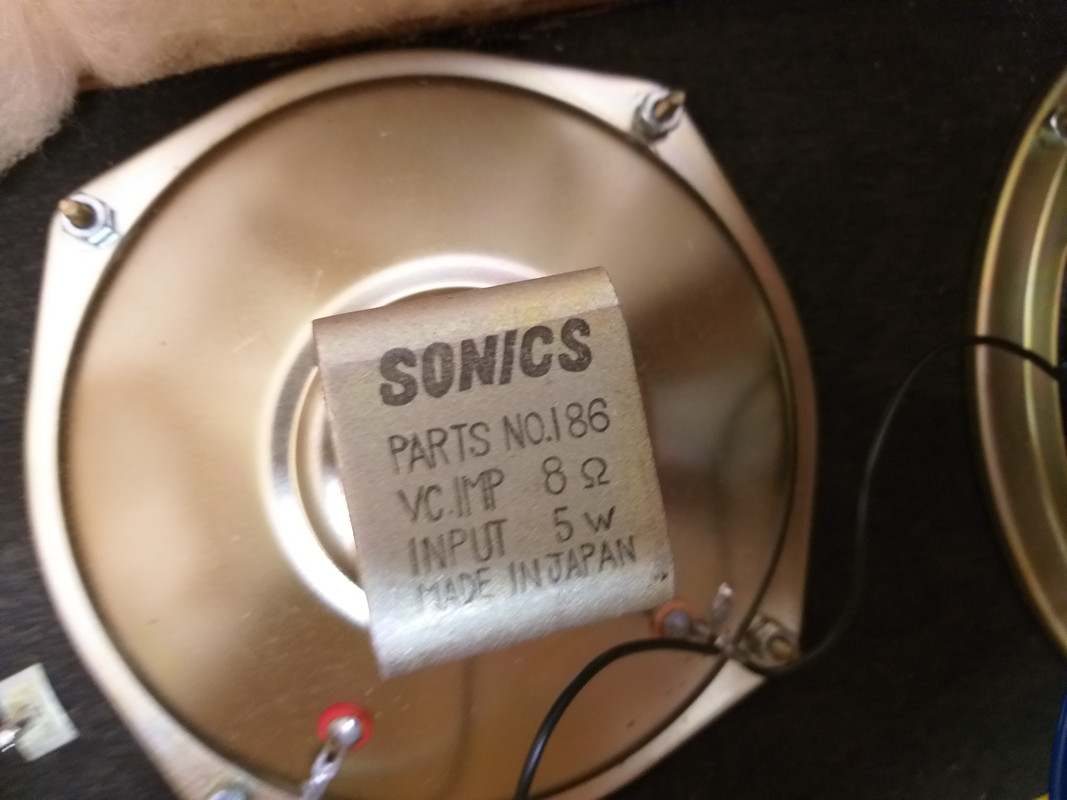 SONICS
PARTS NO.186
VC.IMP 8 Ω
INPUT 5 W
MADE IN JAPAN